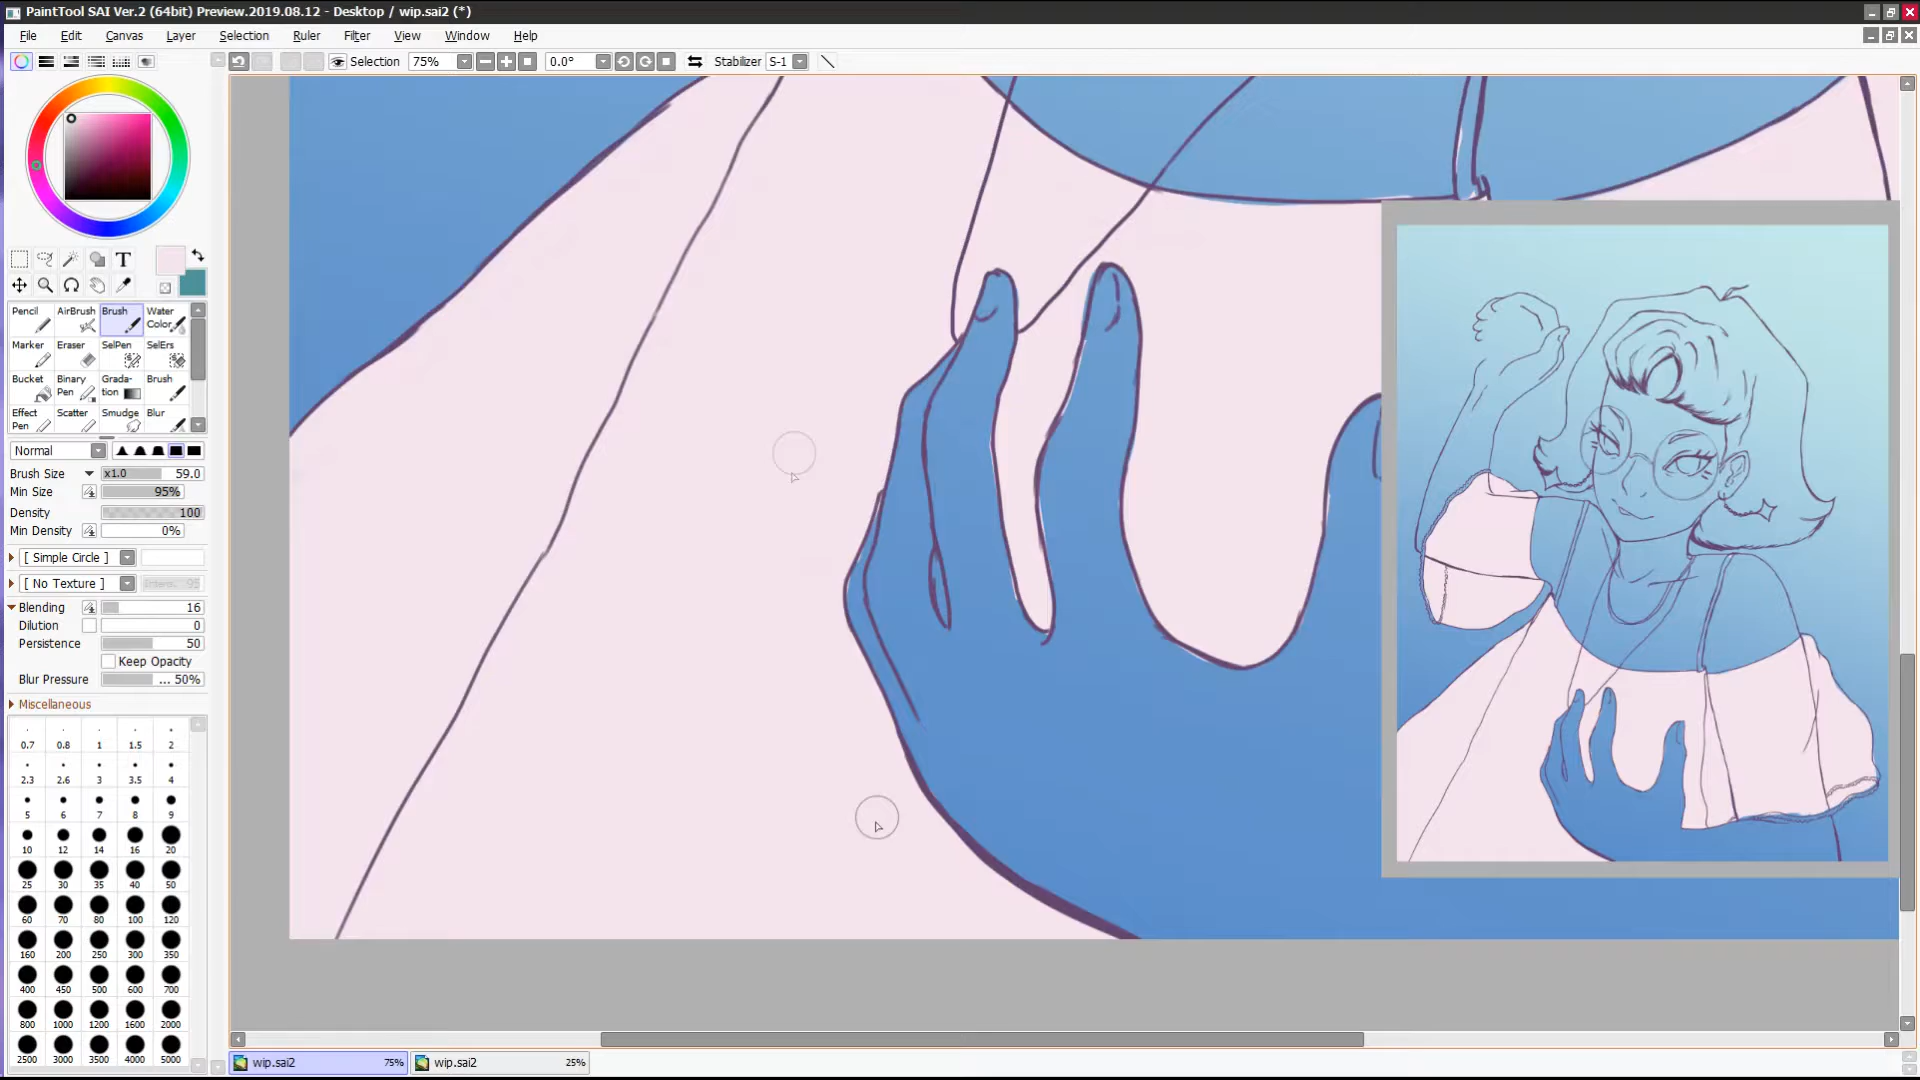 PaintTool SAI Ver.2 (64bit) Preview.2019.08.12 - Desktop / wip.sai2 (*)
File Edit Canvas Layer Selection Ruler Filter View Window Help
Selection 75% 0.0° Stabilizer S-1
T
Pencil AirBrush Brush Water Color
Marker Eraser SelPen SelErs
Bucket Binary Pen Grada-tion Brush
Effect Pen Scatter Smudge Blur
Normal
Brush Size x1.0 59.0
Min Size 95%
Density 100
Min Density 0%
[ Simple Circle ]
[ No Texture ] 95
Blending 16
Dilution 0
Persistence 50
Keep Opacity
Blur Pressure ... 50%
Miscellaneous
0.7 0.8 1 1.5 2
2.3 2.6 3 3.5 4
5 6 7 8 9
10 12 14 16 20
25 30 35 40 50
60 70 80 100 120
160 200 250 300 350
400 450 500 600 700
800 1000 1200 1600 2000
2500 3000 3500 4000 5000
wip.sai2 75% wip.sai2 25%